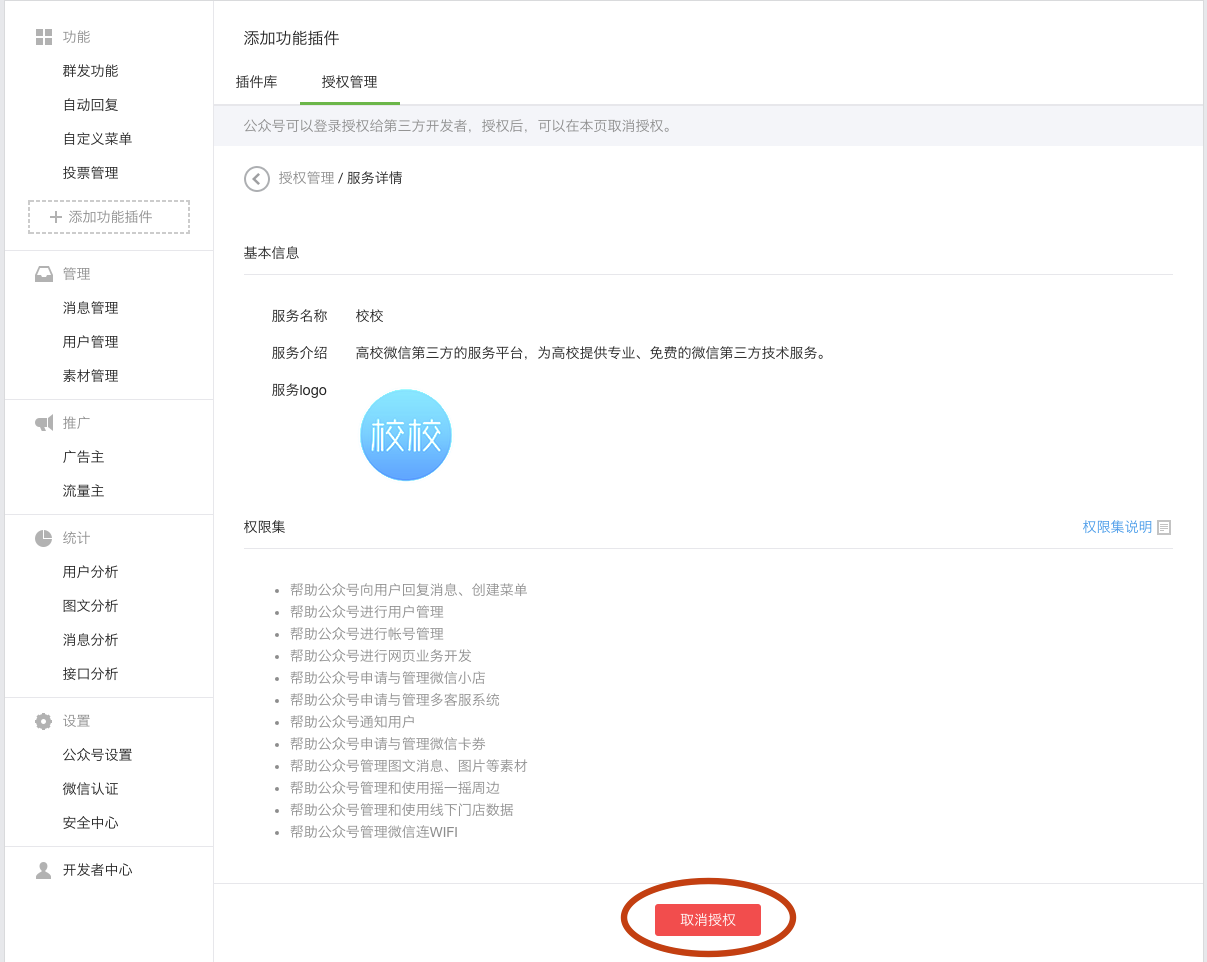 功能
群发功能
自动回复
自定义菜单
投票管理
添加功能插件
管理
消息管理
用户管理
素材管理
推广
广告主
流量主
统计
用户分析
图文分析
消息分析
接口分析
设置
公众号设置
微信认证
安全中心
开发者中心
添加功能插件
插件库 授权管理
公众号可以登录授权给第三方开发者，授权后，可以在本页取消授权。
授权管理 / 服务详情
基本信息
服务名称 校校
服务介绍 高校微信第三方的服务平台，为高校提供专业、免费的微信第三方技术服务。
服务logo
校校
权限集 权限集说明
帮助公众号向用户回复消息、创建菜单
帮助公众号进行用户管理
帮助公众号进行帐号管理
帮助公众号进行网页业务开发
帮助公众号申请与管理微信小店
帮助公众号申请与管理多客服系统
帮助公众号通知用户
帮助公众号申请与管理微信卡券
帮助公众号管理图文消息、图片等素材
帮助公众号管理和使用摇一摇周边
帮助公众号管理和使用线下门店数据
帮助公众号管理微信连WIFI
取消授权